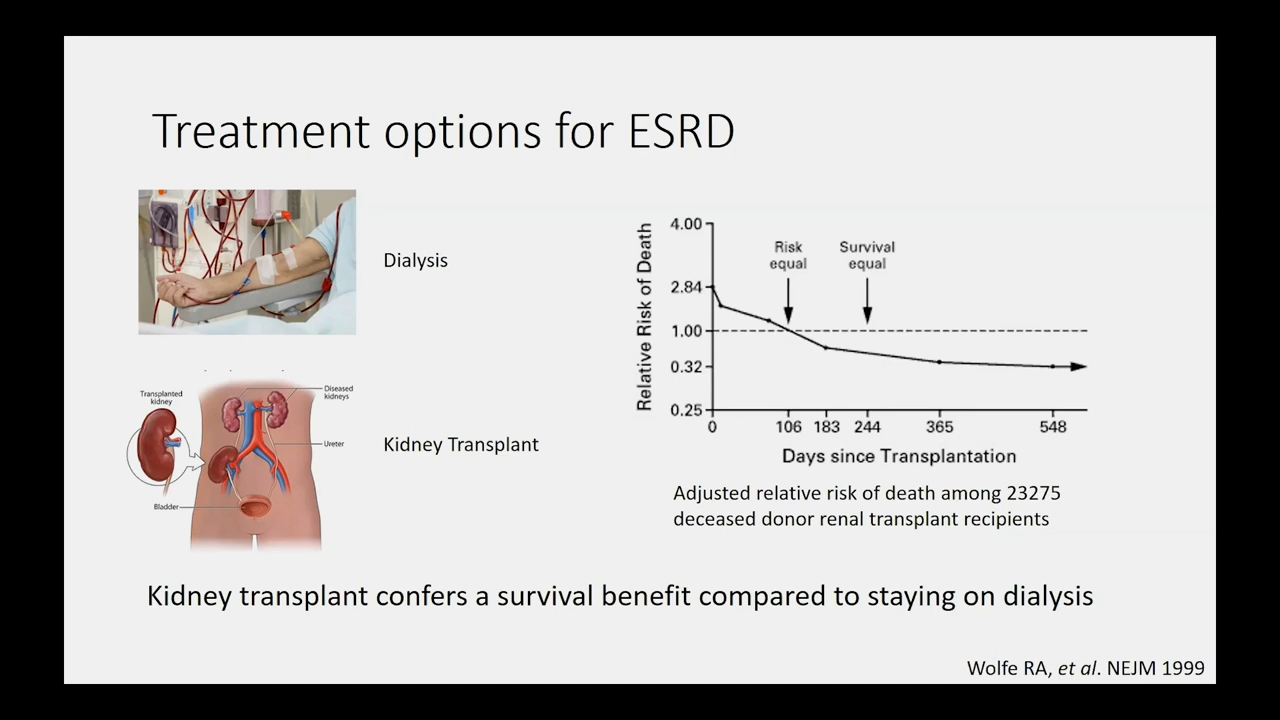 Treatment options for ESRD
Dialysis
Transplanted
kidney
Diseased
kidneys
Ureter
Bladder
Kidney Transplant
Relative Risk of Death
4.00
2.84
1.00
0.32
0.25
Risk
equal
Survival
equal
0 106 183 244 365 548
Days since Transplantation
Adjusted relative risk of death among 23275
deceased donor renal transplant recipients
Kidney transplant confers a survival benefit compared to staying on dialysis
Wolfe RA, et al. NEJM 1999